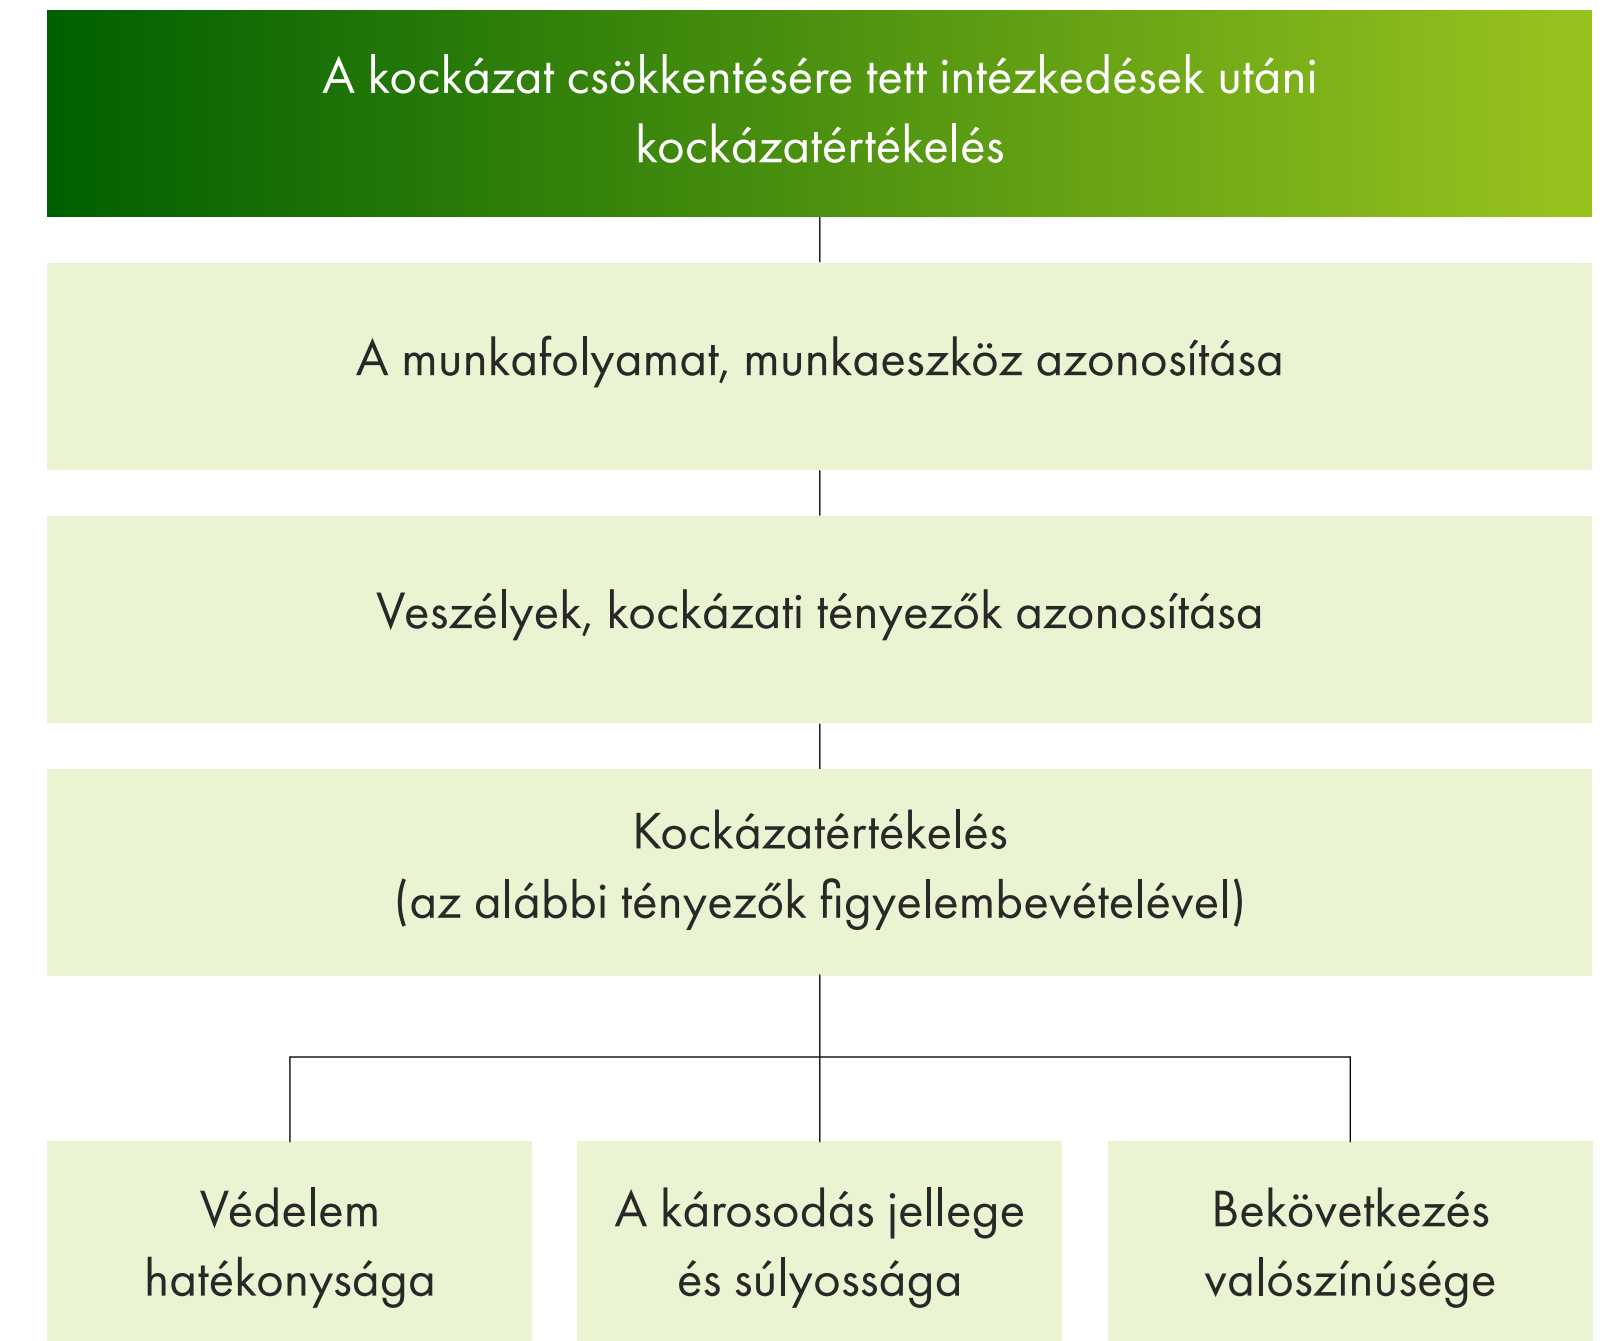 A kockázat csökkentésére tett intézkedések utáni
kockázatértékelés
A munkafolyamat, munkaeszköz azonosítása
Veszélyek, kockázati tényezők azonosítása
Kockázatértékelés
(az alábbi tényezők figyelembevételével)
Védelem
hatékonysága
A károsodás jellege
és súlyossága
Bekövetkezés
valószínúsége